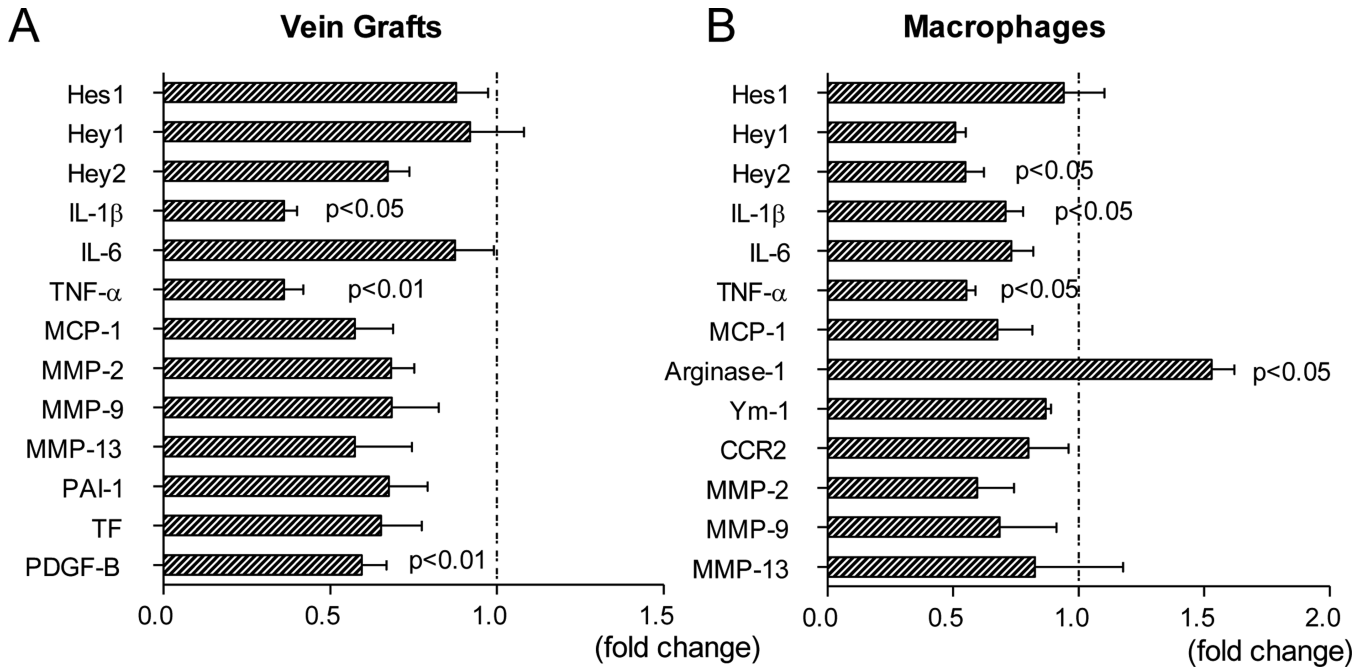 A
Vein Grafts
Hes1
Hey1
Hey2
IL-1β p<0.05
IL-6
TNF-α p<0.01
MCP-1
MMP-2
MMP-9
MMP-13
PAI-1
TF
PDGF-B p<0.01
0.0 0.5 1.0 1.5
(fold change)
B
Macrophages
Hes1
Hey1
Hey2 p<0.05
IL-1β p<0.05
IL-6
TNF-α p<0.05
MCP-1
Arginase-1 p<0.05
Ym-1
CCR2
MMP-2
MMP-9
MMP-13
0.0 0.5 1.0 1.5 2.0
(fold change)